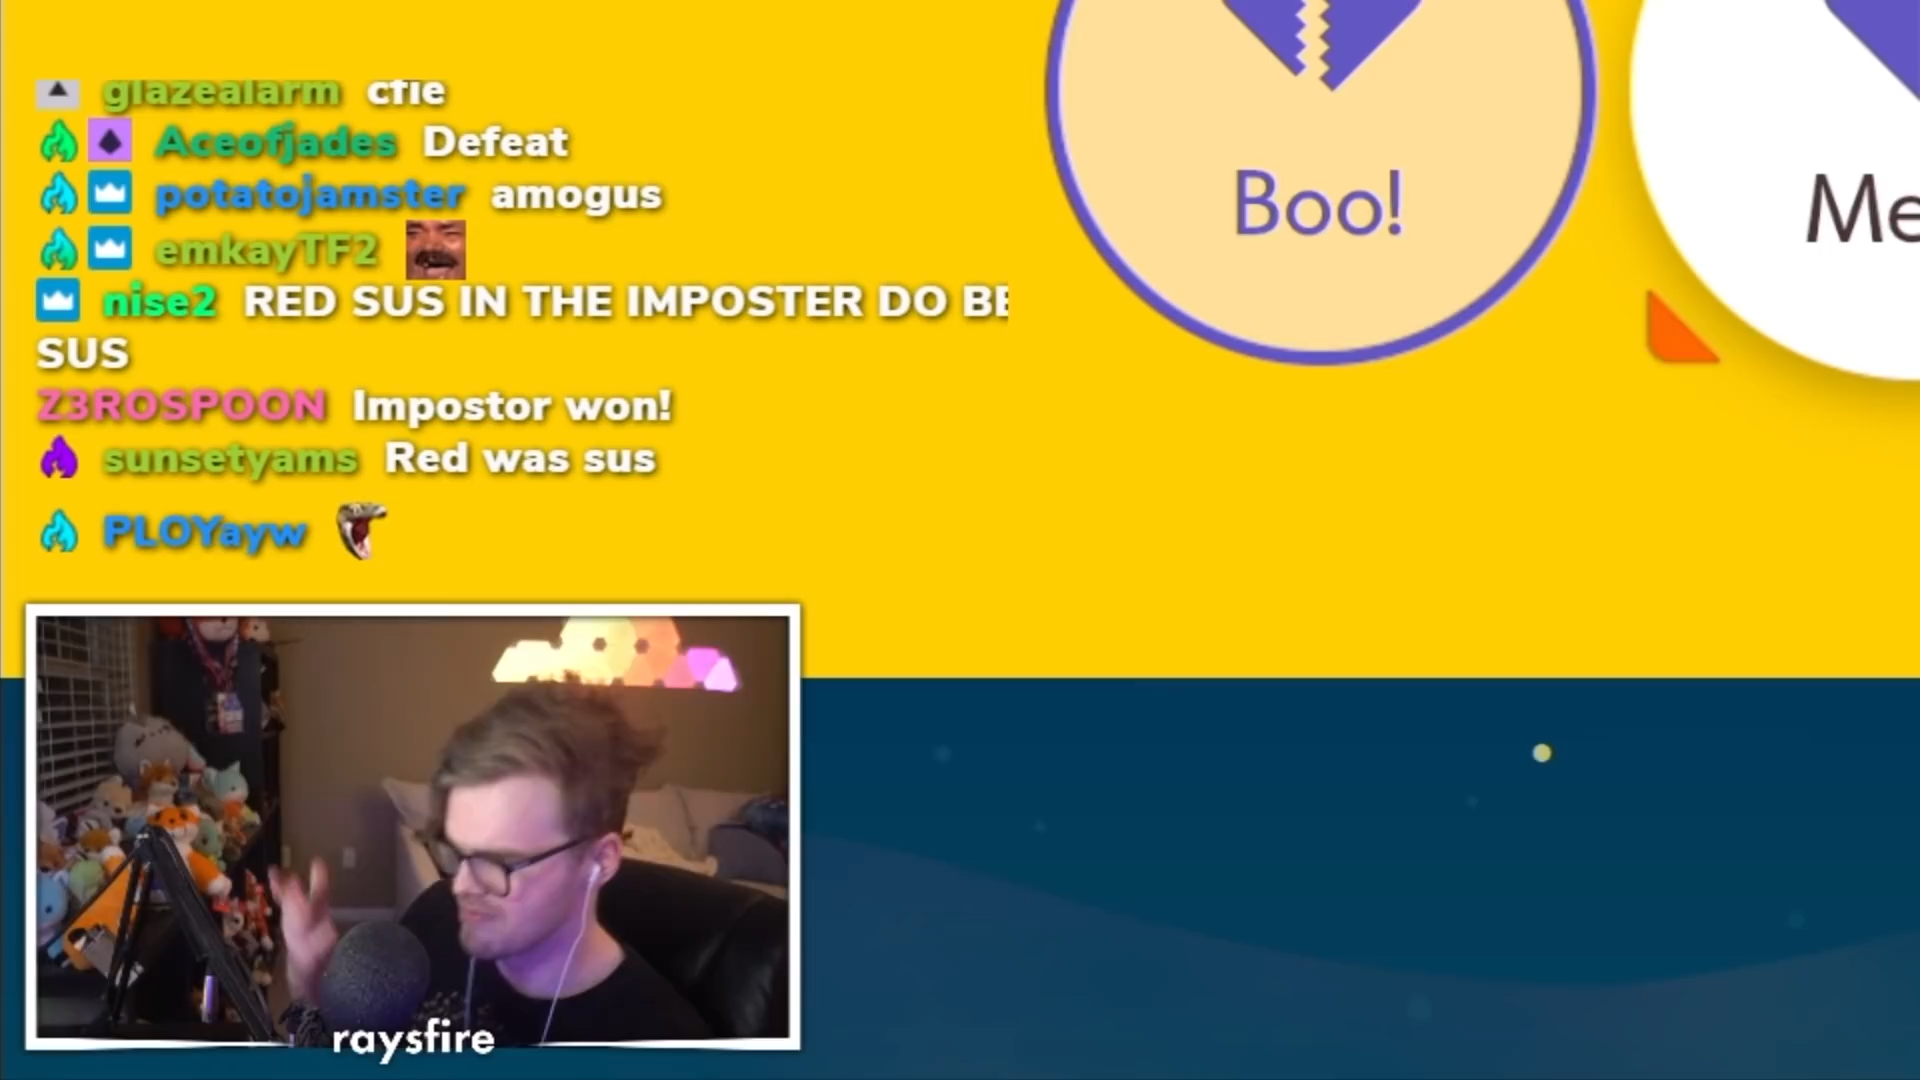 glazealarm cfie
Aceofjades Defeat
potatojamster amogus
emkayTF2
nise2 RED SUS IN THE IMPOSTER DO BE
SUS
Z3ROSPOON Impostor won!
sunsetyams Red was sus
PLOYayw
Boo!
Me
raysfire